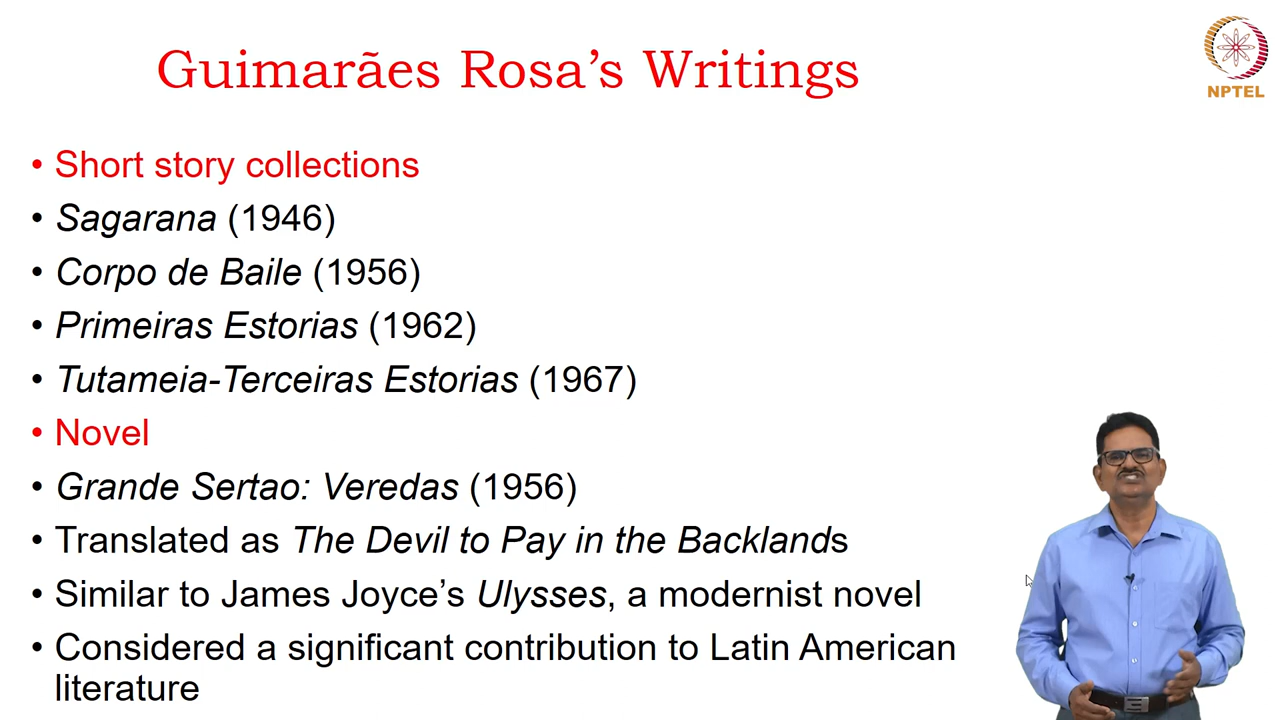 Guimarães Rosa’s Writings
NPTEL
• Short story collections
• Sagarana (1946)
• Corpo de Baile (1956)
• Primeiras Estorias (1962)
• Tutameia-Terceiras Estorias (1967)
• Novel
• Grande Sertao: Veredas (1956)
• Translated as The Devil to Pay in the Backlands
• Similar to James Joyce’s Ulysses, a modernist novel
• Considered a significant contribution to Latin American
literature